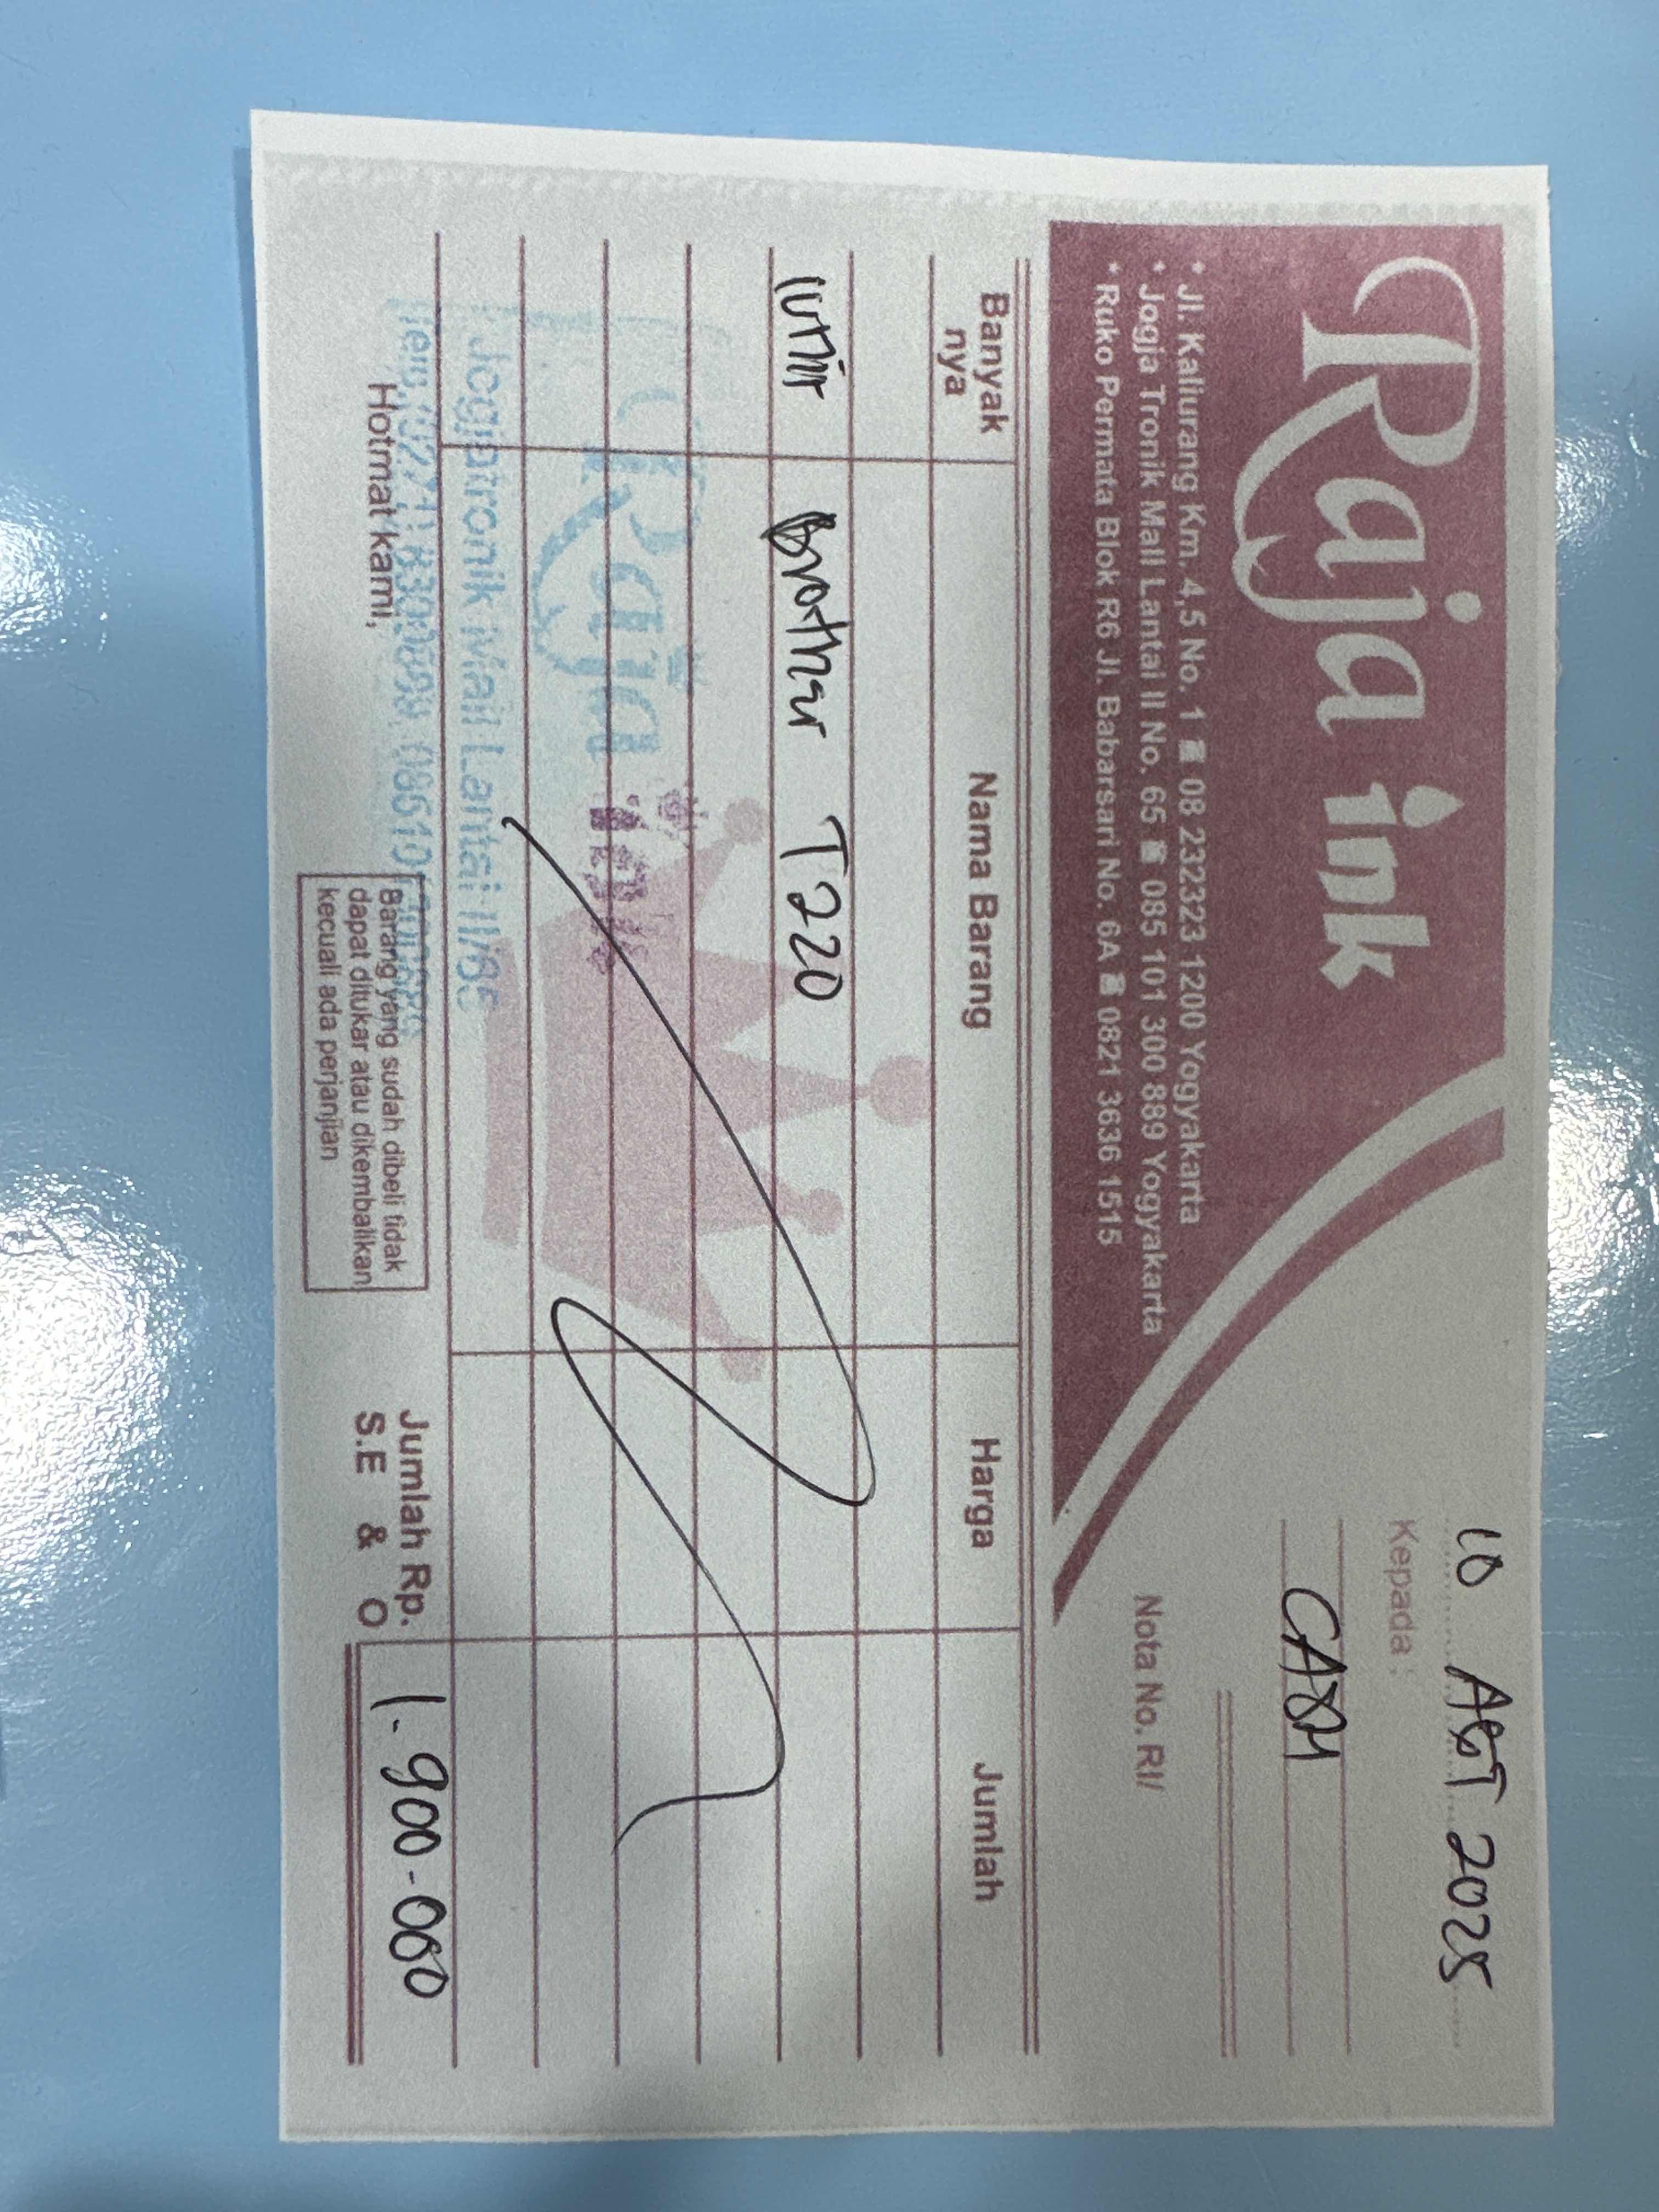 Raja ink
* Jl. Kaliurang Km. 4,5 No. 1 ☎ 08 232323 1200 Yogyakarta
* Jogja Tronik Mall Lantai II No. 65 ☎ 085 101 300 889 Yogyakarta
* Ruko Permata Blok R6 Jl. Babarsari No. 6A ☎ 0821 3636 1515
10 AGT 2025
Kepada :
CASH
Nota No. RI/
Banyak nya Nama Barang Harga Jumlah
1 unit Brother T220
Raja
Jogjatronik Mall Lantai II/65
Hotmat kami,
Barang yang sudah dibeli tidak
dapat ditukar atau dikembalikan
kecuali ada perjanjian
Jumlah Rp. 1.900.000
S.E & O